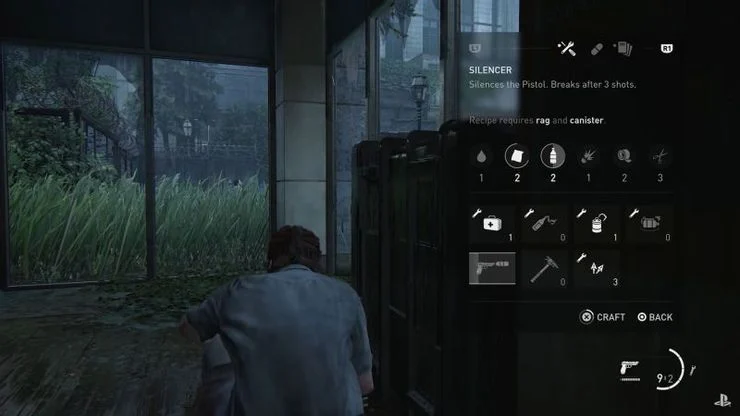 L1
R1
SILENCER
Silences the Pistol. Breaks after 3 shots.
Recipe requires rag and canister.
1 2 2 1 2 3
1 0 1 0
0 3
CRAFT BACK
9 2